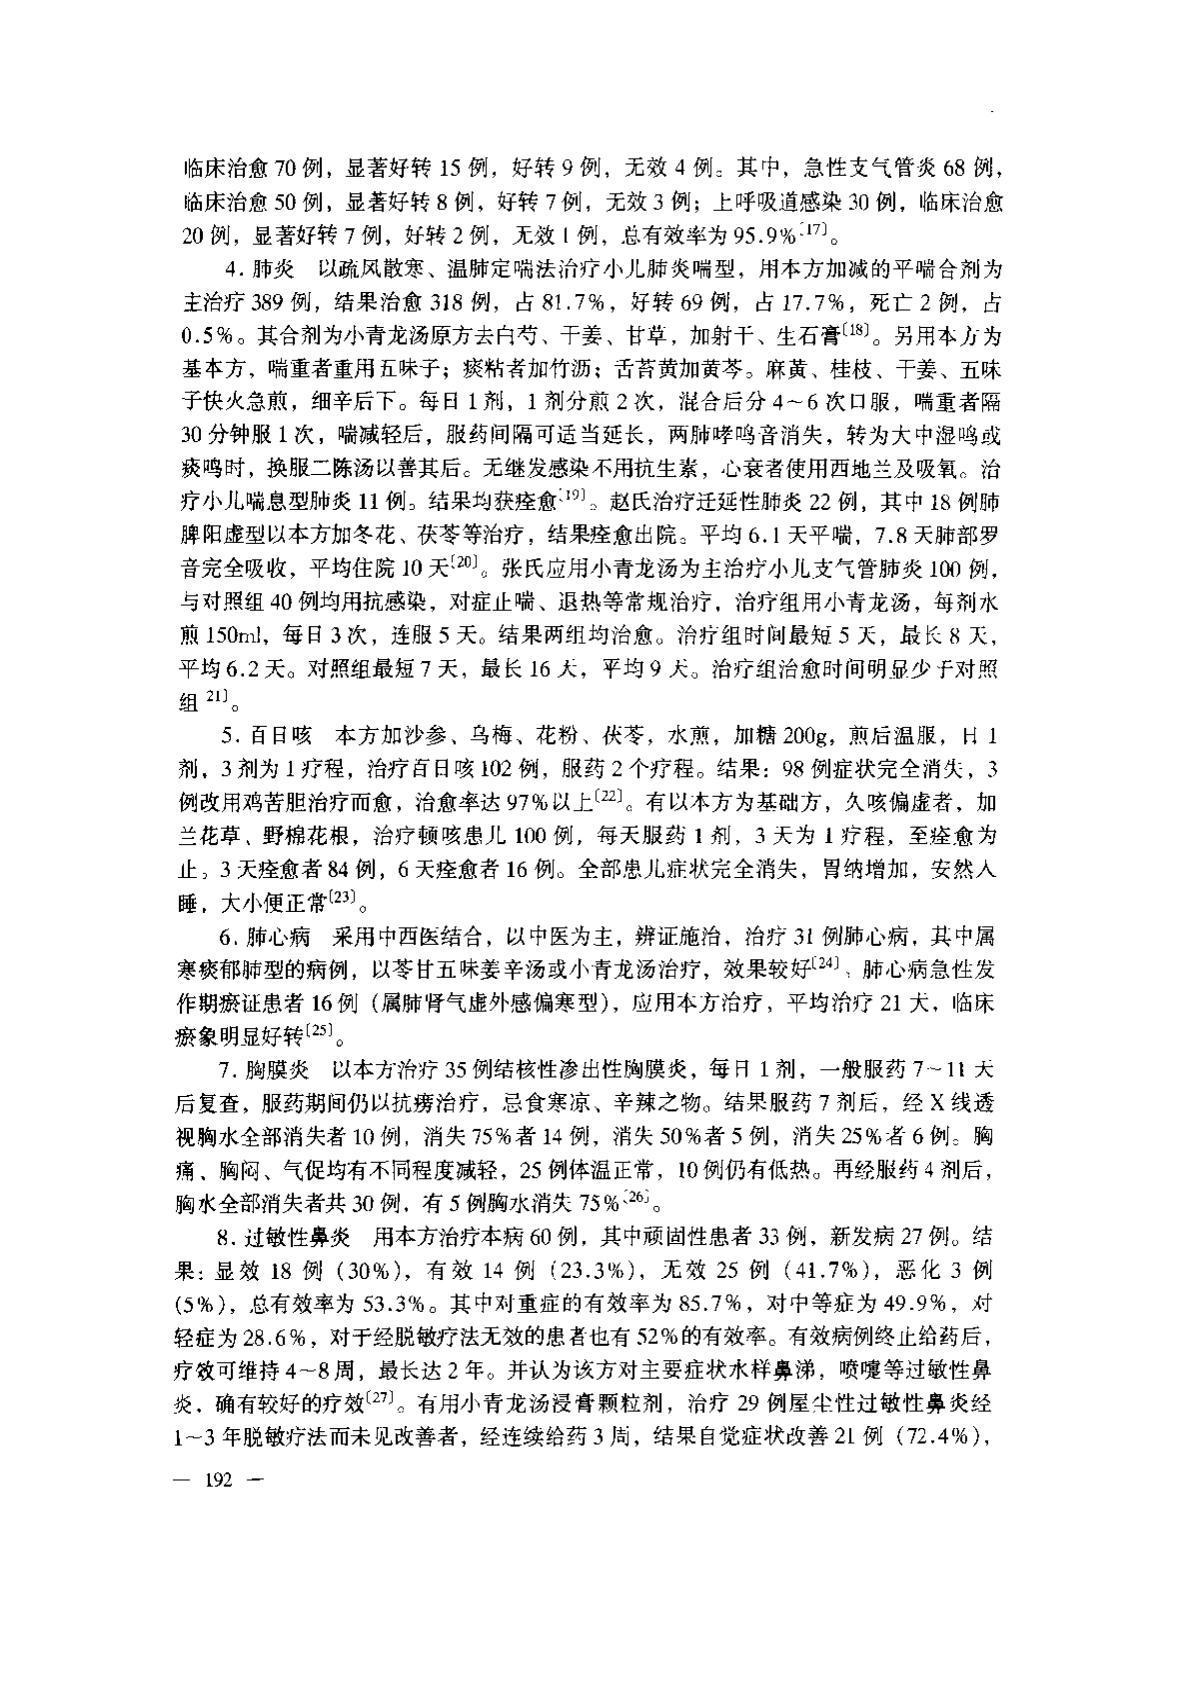 临床治愈 70 例，显著好转 15 例，好转 9 例，无效 4 例。其中，急性支气管炎 68 例，
临床治愈 50 例，显著好转 8 例，好转 7 例，无效 3 例；上呼吸道感染 30 例，临床治愈
20 例，显著好转 7 例，好转 2 例，无效 1 例，总有效率为 95.9%〔17〕。
4. 肺炎　以疏风散寒、温肺定喘法治疗小儿肺炎喘型，用本方加减的平喘合剂为
主治疗 389 例，结果治愈 318 例，占 81.7%，好转 69 例，占 17.7%，死亡 2 例，占
0.5%。其合剂为小青龙汤原方去白芍、干姜、甘草，加射干、生石膏〔18〕。另用本方为
基本方，喘重者重用五味子；痰粘者加竹沥；舌苔黄加黄芩。麻黄、桂枝、干姜、五味
子快火急煎，细辛后下。每日 1 剂，1 剂分煎 2 次，混合后分 4～6 次口服，喘重者隔
30 分钟服 1 次，喘减轻后，服药间隔可适当延长，两肺哮鸣音消失，转为大中湿鸣或
痰鸣时，换服二陈汤以善其后。无继发感染不用抗生素，心衰者使用西地兰及吸氧。治
疗小儿喘息型肺炎 11 例。结果均获痊愈〔19〕。赵氏治疗迁延性肺炎 22 例，其中 18 例肺
脾阳虚型以本方加冬花、茯苓等治疗，结果痊愈出院。平均 6.1 天平喘，7.8 天肺部罗
音完全吸收，平均住院 10 天〔20〕。张氏应用小青龙汤为主治疗小儿支气管肺炎 100 例，
与对照组 40 例均用抗感染，对症止喘、退热等常规治疗，治疗组用小青龙汤，每剂水
煎 150ml，每日 3 次，连服 5 天。结果两组均治愈。治疗组时间最短 5 天，最长 8 天，
平均 6.2 天。对照组最短 7 天，最长 16 天，平均 9 天。治疗组治愈时间明显少于对照
组〔21〕。
5. 百日咳　本方加沙参、乌梅、花粉、茯苓，水煎，加糖 200g，煎后温服，日 1
剂，3 剂为 1 疗程，治疗百日咳 102 例，服药 2 个疗程。结果：98 例症状完全消失，3
例改用鸡苦胆治疗而愈，治愈率达 97%以上〔22〕。有以本方为基础方，久咳偏虚者，加
兰花草、野棉花根，治疗顿咳患儿 100 例，每天服药 1 剂，3 天为 1 疗程，至痊愈为
止。3 天痊愈者 84 例，6 天痊愈者 16 例。全部患儿症状完全消失，胃纳增加，安然入
睡，大小便正常〔23〕。
6. 肺心病　采用中西医结合，以中医为主，辨证施治，治疗 31 例肺心病，其中属
寒痰郁肺型的病例，以苓甘五味姜辛汤或小青龙汤治疗，效果较好〔24〕、肺心病急性发
作期瘀证患者 16 例（属肺肾气虚外感偏寒型），应用本方治疗，平均治疗 21 天，临床
瘀象明显好转〔25〕。
7. 胸膜炎　以本方治疗 35 例结核性渗出性胸膜炎，每日 1 剂，一般服药 7～11 天
后复查，服药期间仍以抗痨治疗，忌食寒凉、辛辣之物。结果服药 7 剂后，经 X 线透
视胸水全部消失者 10 例，消失 75%者 14 例，消失 50%者 5 例，消失 25%者 6 例。胸
痛、胸闷、气促均有不同程度减轻，25 例体温正常，10 例仍有低热。再经服药 4 剂后，
胸水全部消失者共 30 例，有 5 例胸水消失 75%〔26〕。
8. 过敏性鼻炎　用本方治疗本病 60 例，其中顽固性患者 33 例，新发病 27 例。结
果：显效 18 例（30%），有效 14 例（23.3%），无效 25 例（41.7%），恶化 3 例
(5%)，总有效率为 53.3%。其中对重症的有效率为 85.7%，对中等症为 49.9%，对
轻症为 28.6%，对于经脱敏疗法无效的患者也有 52%的有效率。有效病例终止给药后，
疗效可维持 4～8 周，最长达 2 年。并认为该方对主要症状水样鼻涕，喷嚏等过敏性鼻
炎，确有较好的疗效〔27〕。有用小青龙汤浸膏颗粒剂，治疗 29 例屋尘性过敏性鼻炎经
1～3 年脱敏疗法而未见改善者，经连续给药 3 周，结果自觉症状改善 21 例（72.4%），
— 192 —